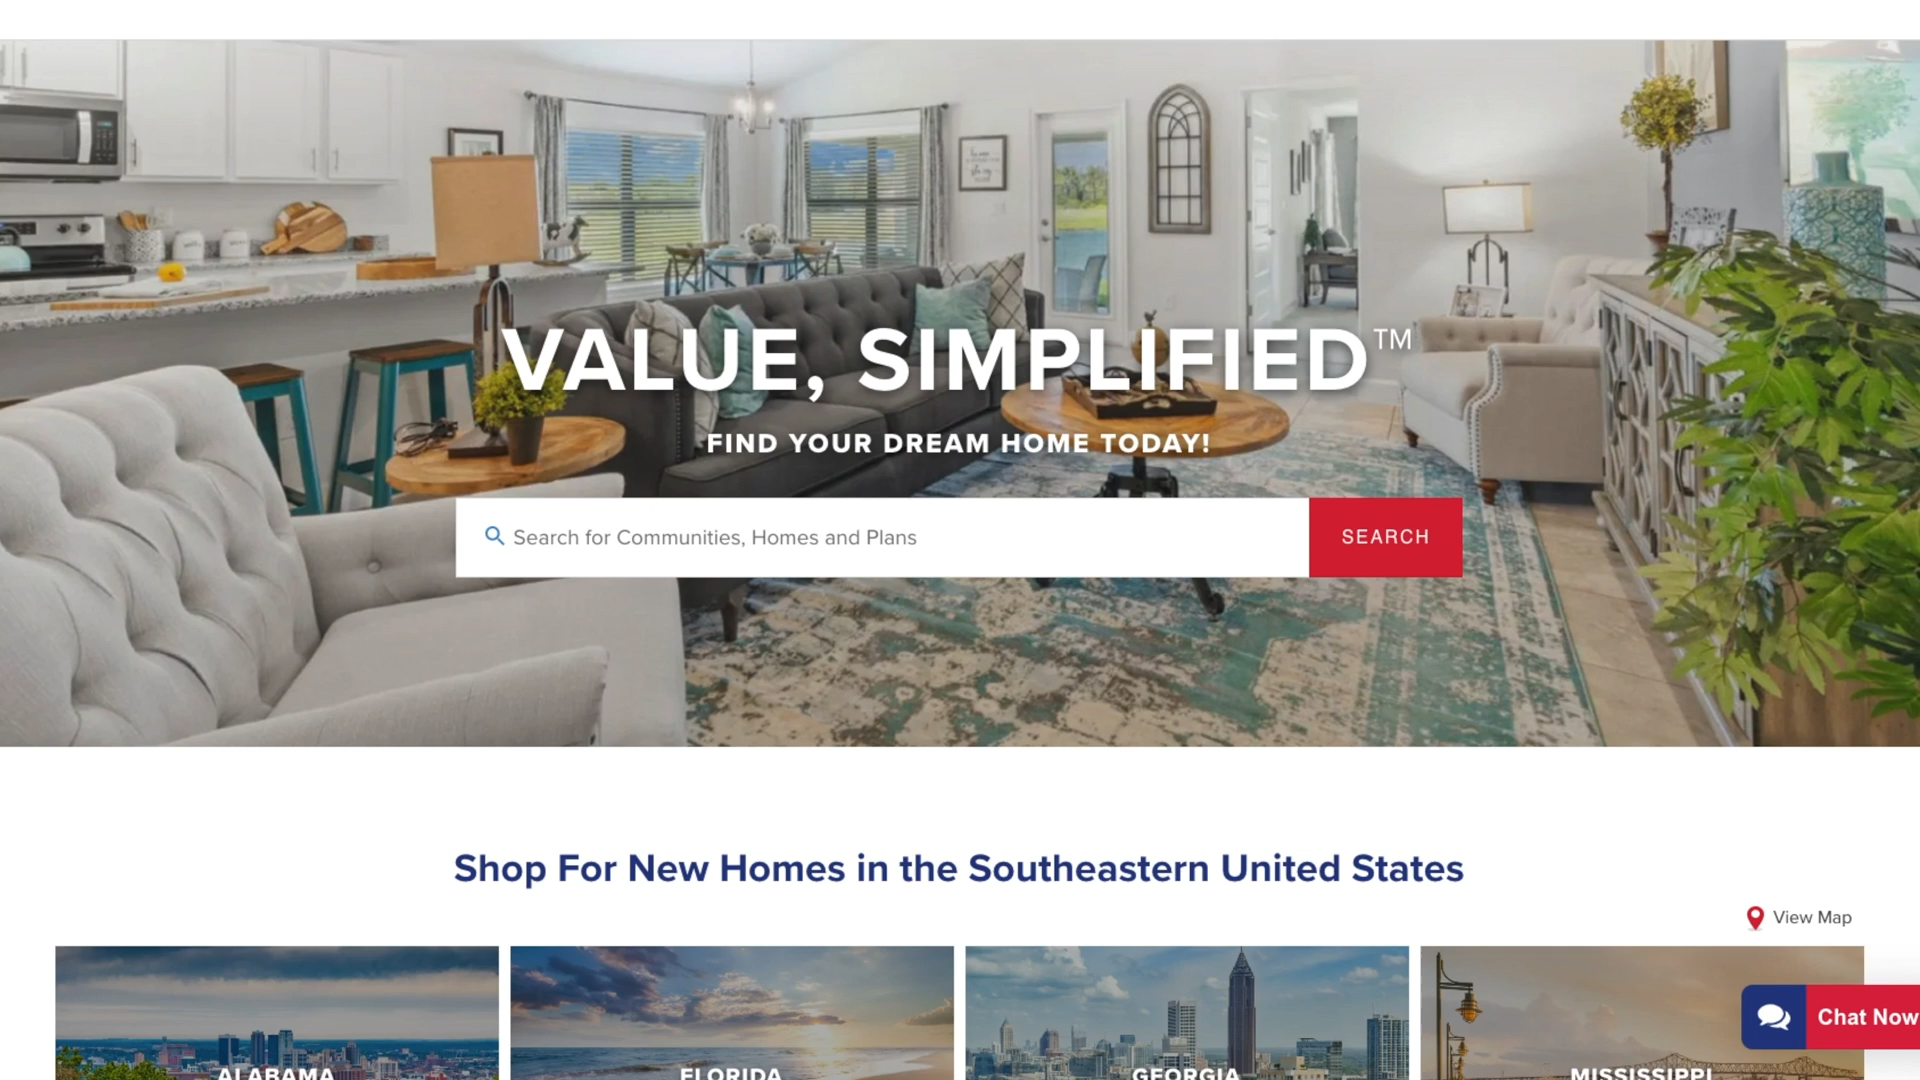 VALUE, SIMPLIFIED™
FIND YOUR DREAM HOME TODAY!
Search for Communities, Homes and Plans
SEARCH
Shop For New Homes in the Southeastern United States
View Map
ALABAMA
FLORIDA
GEORGIA
MISSISSIPPI
Chat Now